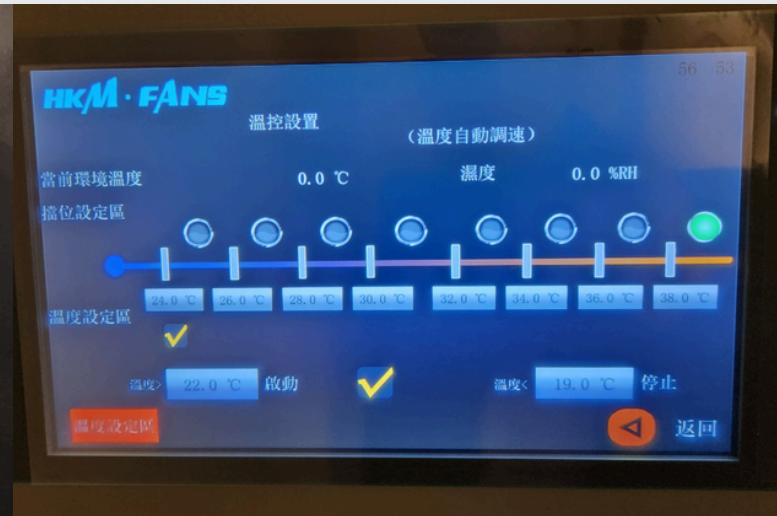 56 53
HKM·FANS
溫控設置
（溫度自動調速）
當前環境溫度 0.0 ℃ 濕度 0.0 %RH
擋位設定區
24.0 ℃ 26.0 ℃ 28.0 ℃ 30.0 ℃ 32.0 ℃ 34.0 ℃ 36.0 ℃ 38.0 ℃
溫度設定區
溫度> 22.0 ℃ 啟動 溫度< 19.0 ℃ 停止
溫度設定區 返回